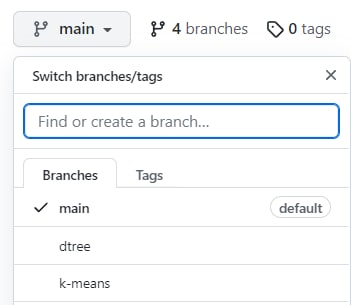 main 4 branches 0 tags
Switch branches/tags
Find or create a branch...
Branches Tags
main default
dtree
k-means